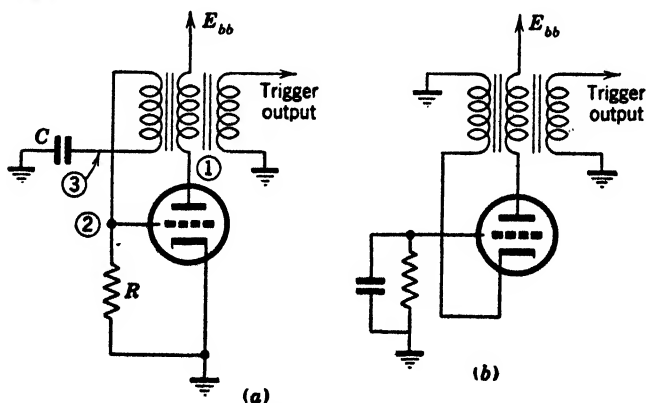 E_bb
Trigger
output
C
③
①
②
R
(a)
E_bb
Trigger
output
(b)